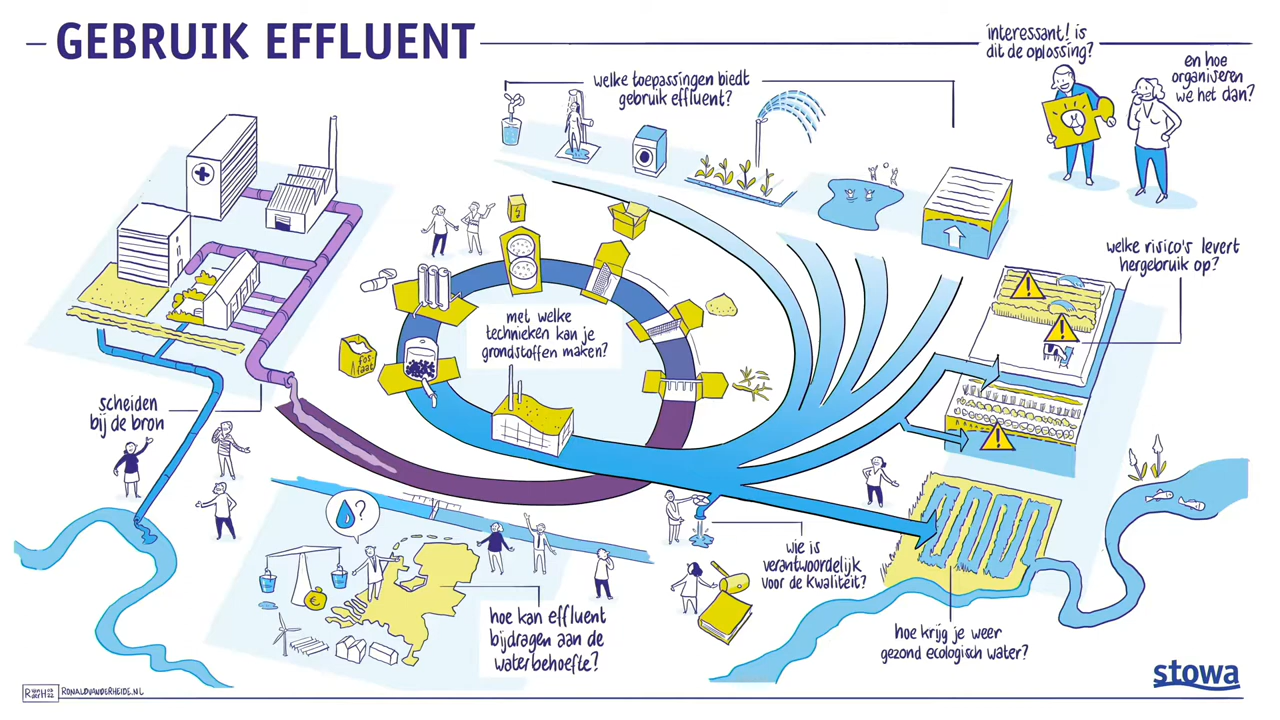 GEBRUIK EFFLUENT
interessant! is
dit de oplossing?
en hoe
organiseren
we het dan?
welke toepassingen biedt
gebruik effluent?
welke risico's levert
hergebruik op?
met welke
technieken kan je
grondstoffen maken?
fos
faat
scheiden
bij de bron
?
wie is
verantwoordelijk
voor de kwaliteit?
hoe kan effluent
bijdragen aan de
waterbehoefte?
€
hoe krijg je weer
gezond ecologisch water?
stowa
RONALDVANDERHEIDE.NL